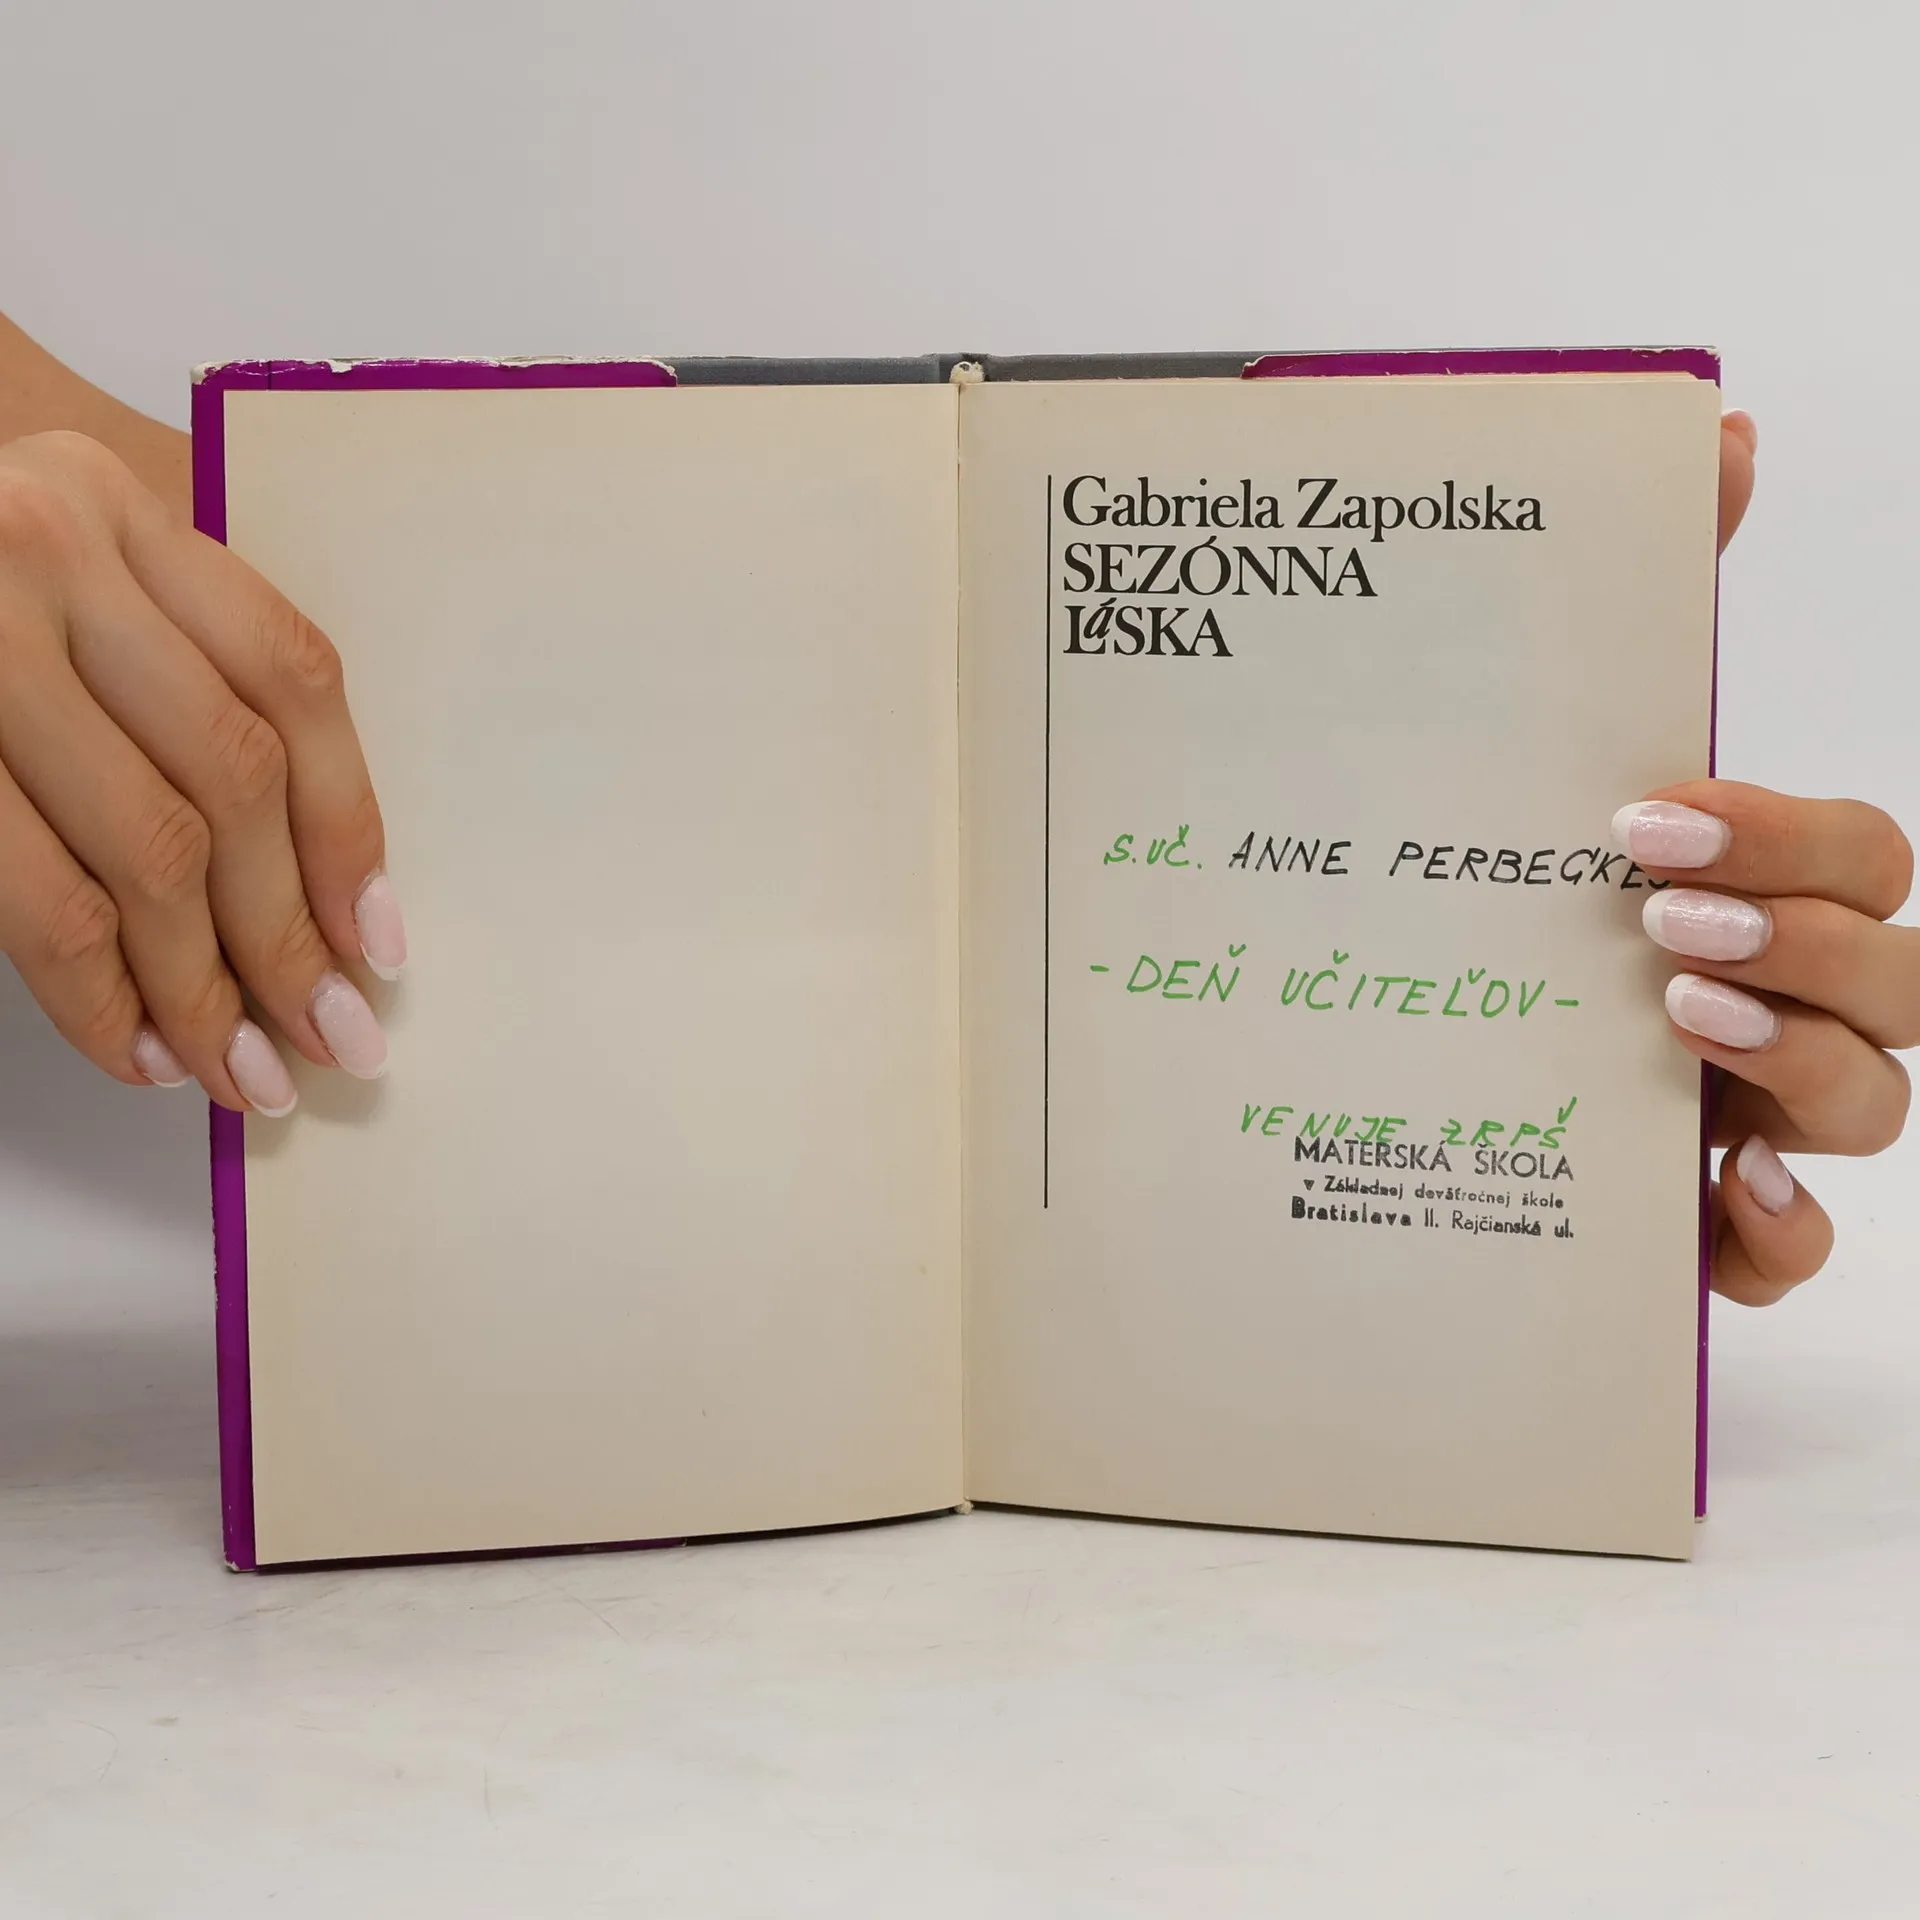 Gabriela Zapolska
SEZÓNNA
LáSKA
S. UČ. ANNE
- DEŇ UČITEĽOV -
VENUJE ZRPŠ
MATERSKÁ ŠKOLA
v Základnej deväťročnej škole
Bratislava II. Rajčianská ul.